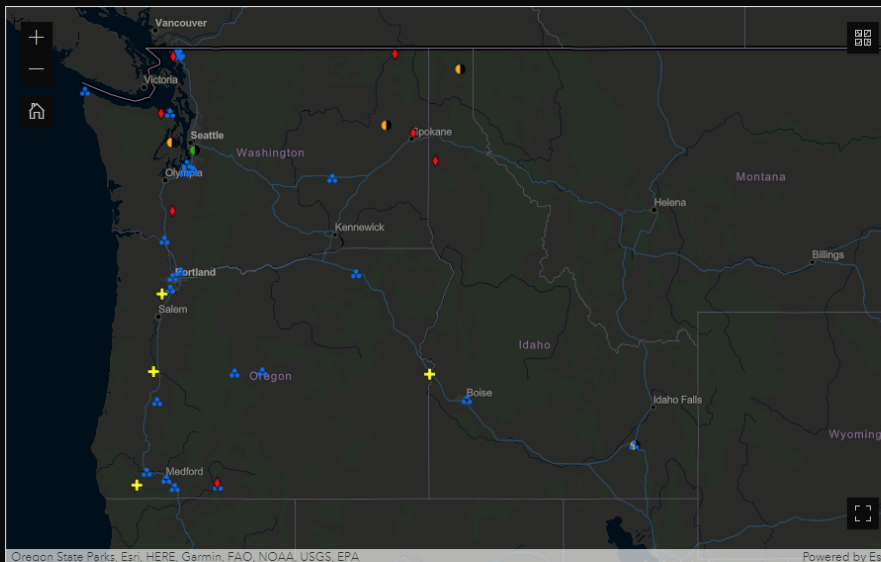 Vancouver
Victoria
Seattle
Spokane
Washington
Olympia
Montana
Helena
Kennewick
Billings
Portland
Salem
Idaho
Oregon
Boise
Idaho Falls
Wyoming
Medford
Oregon State Parks, Esri, HERE, Garmin, FAO, NOAA, USGS, EPA
Powered by Es